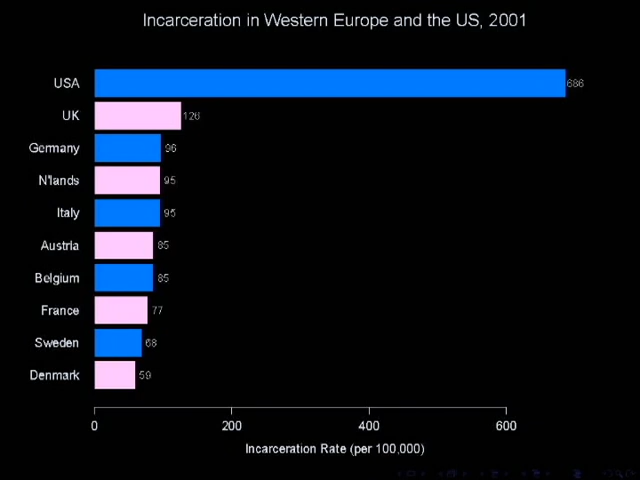 Incarceration in Western Europe and the US, 2001
USA 686
UK 126
Germany 96
N'lands 95
Italy 95
Austria 85
Belgium 85
France 77
Sweden 68
Denmark 59
0 200 400 600
Incarceration Rate (per 100,000)